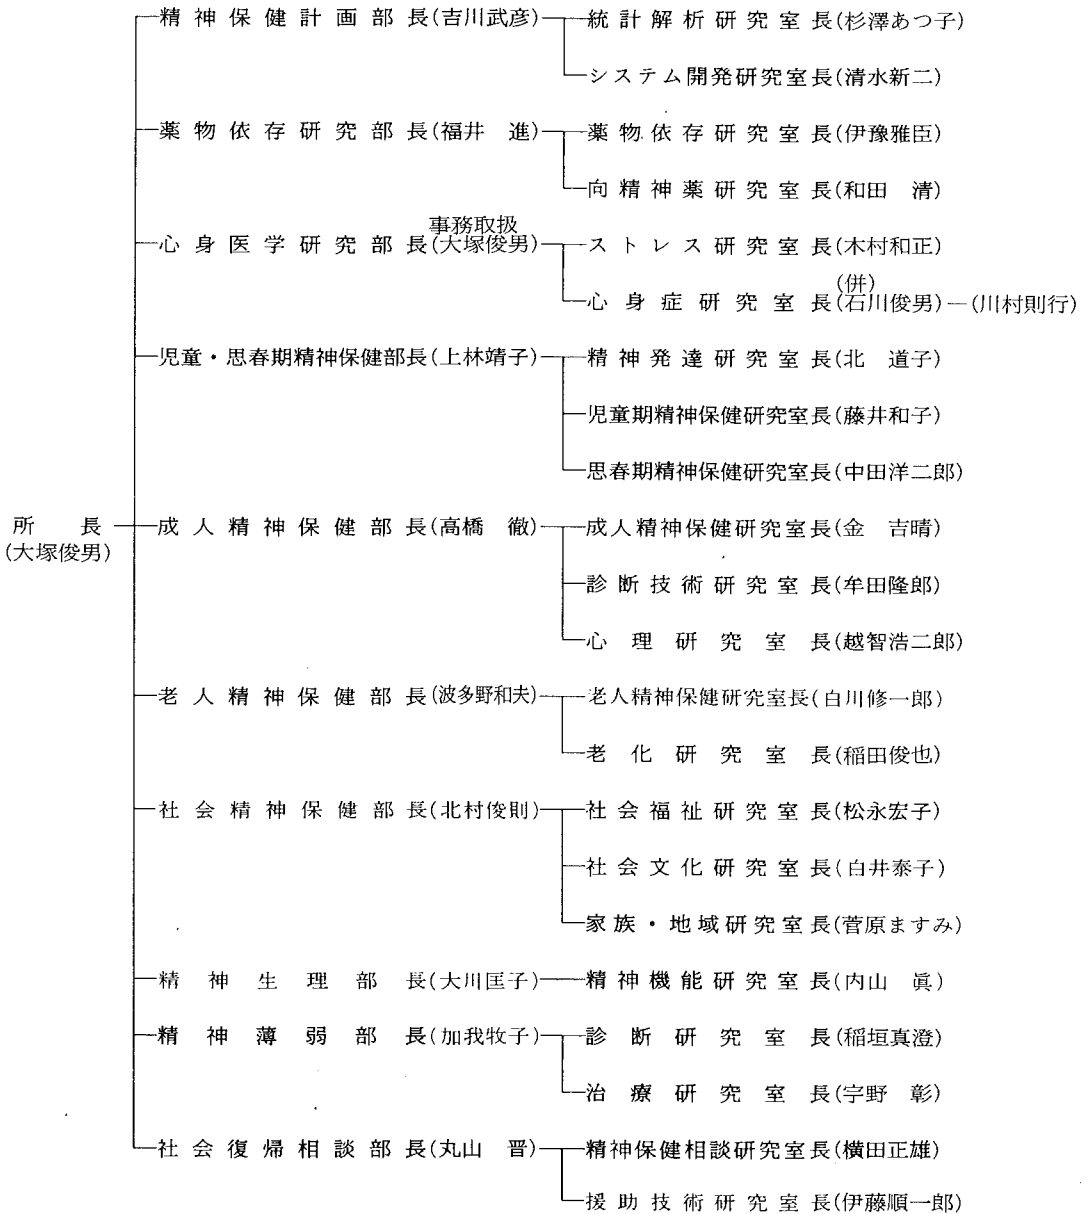 精神保健計画部長(吉川武彦) 統計解析研究室長(杉澤あつ子)
システム開発研究室長(清水新二)
薬物依存研究部長(福井 進) 薬物依存研究室長(伊豫雅臣)
向精神薬研究室長(和田 清)
事務取扱
心身医学研究部長(大塚俊男) ストレス研究室長(木村和正)
(併)
心身症研究室長(石川俊男) (川村則行)
児童・思春期精神保健部長(上林靖子) 精神発達研究室長(北 道子)
児童期精神保健研究室長(藤井和子)
思春期精神保健研究室長(中田洋二郎)
所長 成人精神保健部長(高橋 徹) 成人精神保健研究室長(金 吉晴)
(大塚俊男)
診断技術研究室長(牟田隆郎)
心理研究室長(越智浩二郎)
老人精神保健部長(波多野和夫) 老人精神保健研究室長(白川修一郎)
老化研究室長(稲田俊也)
社会精神保健部長(北村俊則) 社会福祉研究室長(松永宏子)
社会文化研究室長(白井泰子)
家族・地域研究室長(菅原ますみ)
精神生理部長(大川匡子) 精神機能研究室長(内山 眞)
精神薄弱部長(加我牧子) 診断研究室長(稲垣真澄)
治療研究室長(宇野 彰)
社会復帰相談部長(丸山 晋) 精神保健相談研究室長(横田正雄)
援助技術研究室長(伊藤順一郎)